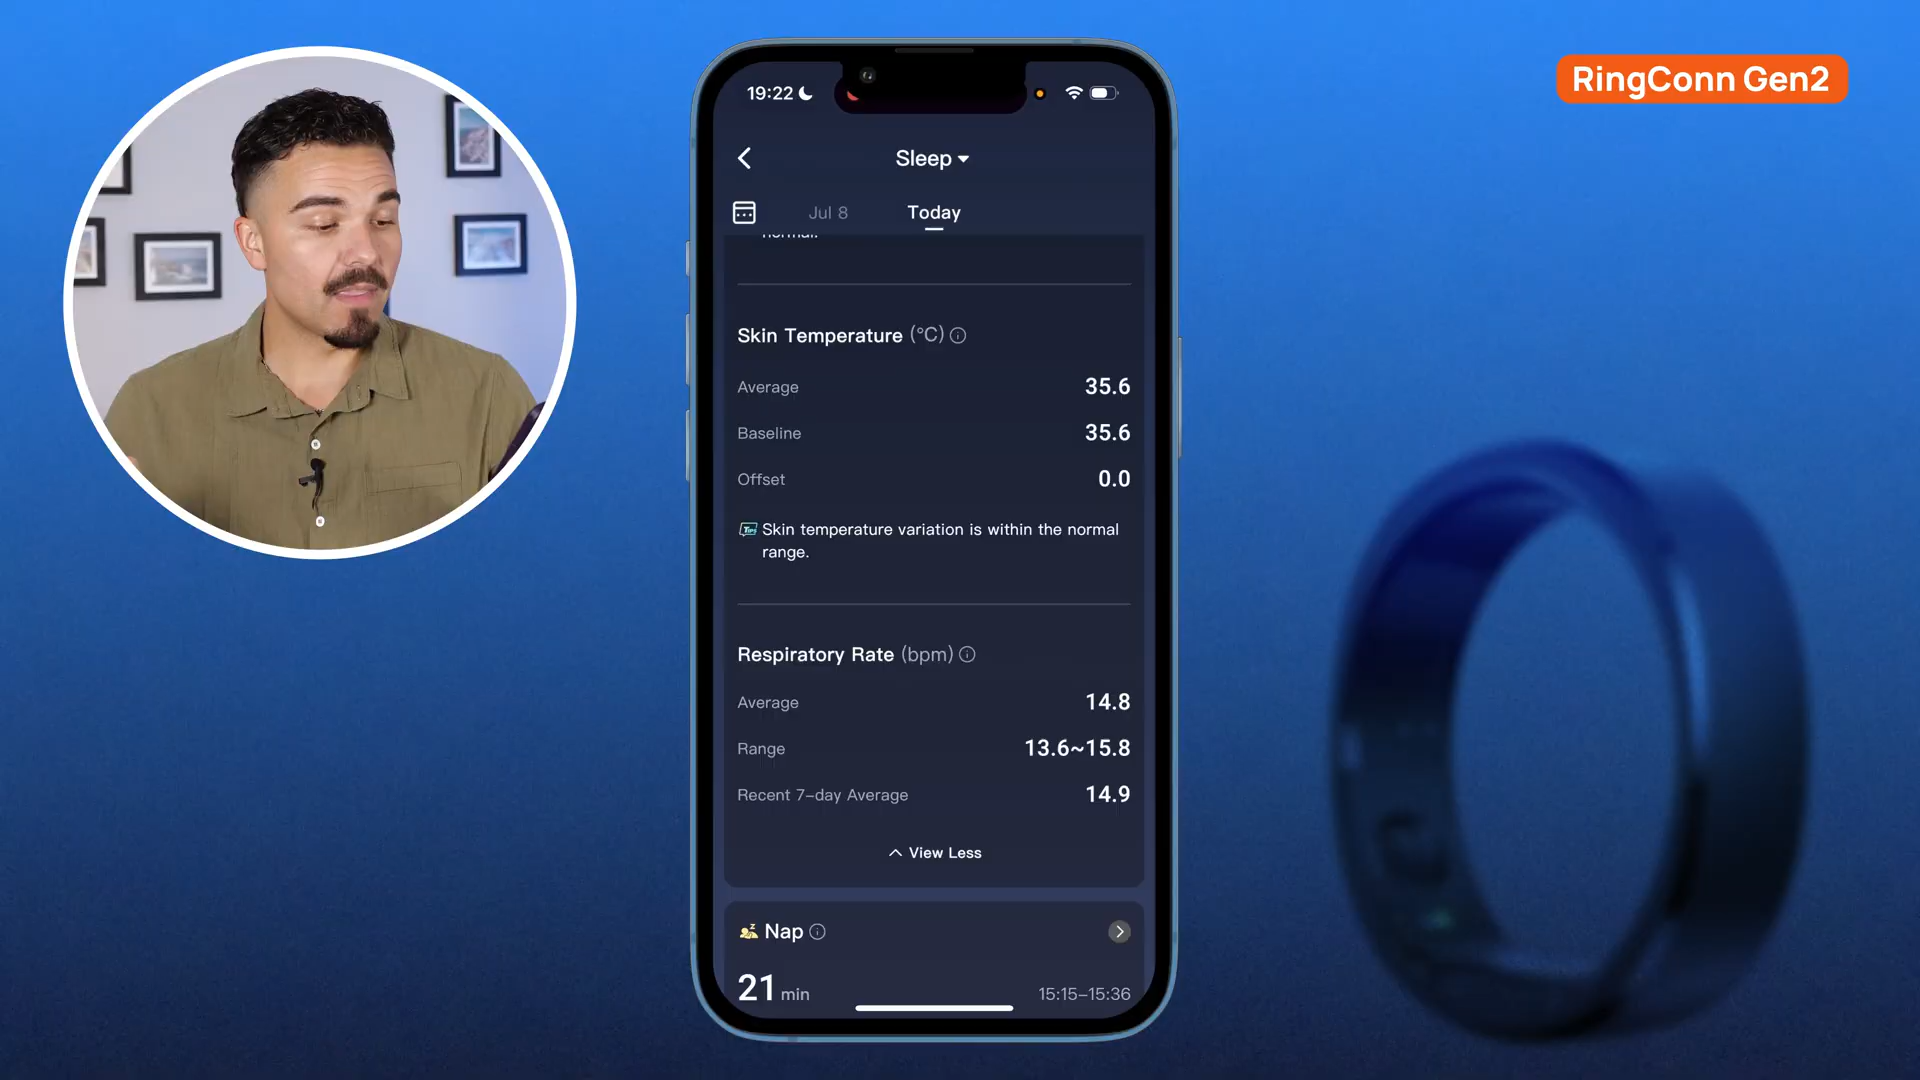 RingConn Gen2
19:22
Sleep
Jul 8
Today
normal.
Skin Temperature (°C)
Average
35.6
Baseline
35.6
Offset
0.0
TIPS
Skin temperature variation is within the normal
range.
Respiratory Rate (bpm)
Average
14.8
Range
13.6~15.8
Recent 7-day Average
14.9
View Less
Nap
21 min
15:15–15:36